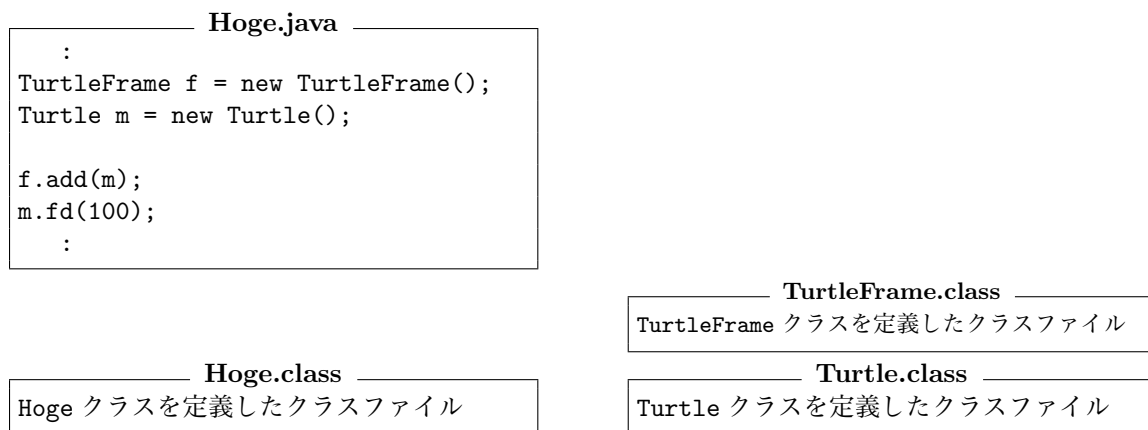 Hoge.java
:
TurtleFrame f = new TurtleFrame();
Turtle m = new Turtle();
f.add(m);
m.fd(100);
:
TurtleFrame.class
TurtleFrame クラスを定義したクラスファイル
Hoge.class
Hoge クラスを定義したクラスファイル
Turtle.class
Turtle クラスを定義したクラスファイル